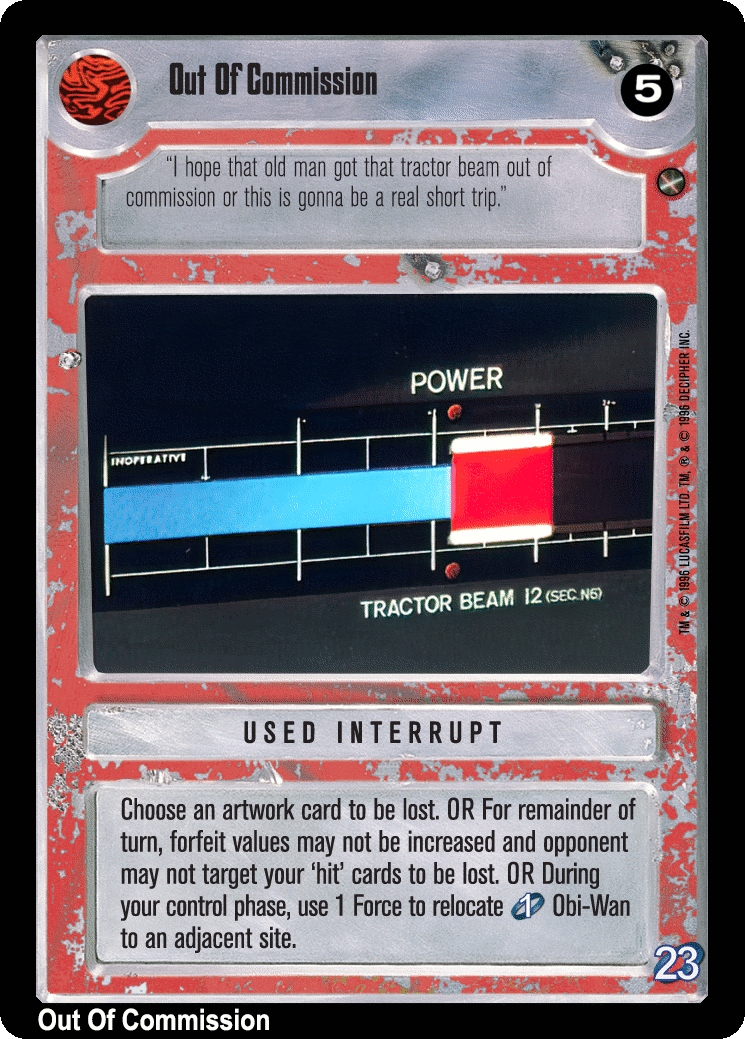 Out Of Commission
5
“I hope that old man got that tractor beam out of
commission or this is gonna be a real short trip.”
POWER
INOPERATIVE
TRACTOR BEAM 12 (SEC.N6)
TM & © 1996 LUCASFILM LTD. TM, ® & © 1996 DECIPHER INC.
USED INTERRUPT
Choose an artwork card to be lost. OR For remainder of
turn, forfeit values may not be increased and opponent
may not target your ‘hit’ cards to be lost. OR During
your control phase, use 1 Force to relocate 1 Obi-Wan
to an adjacent site.
23
Out Of Commission